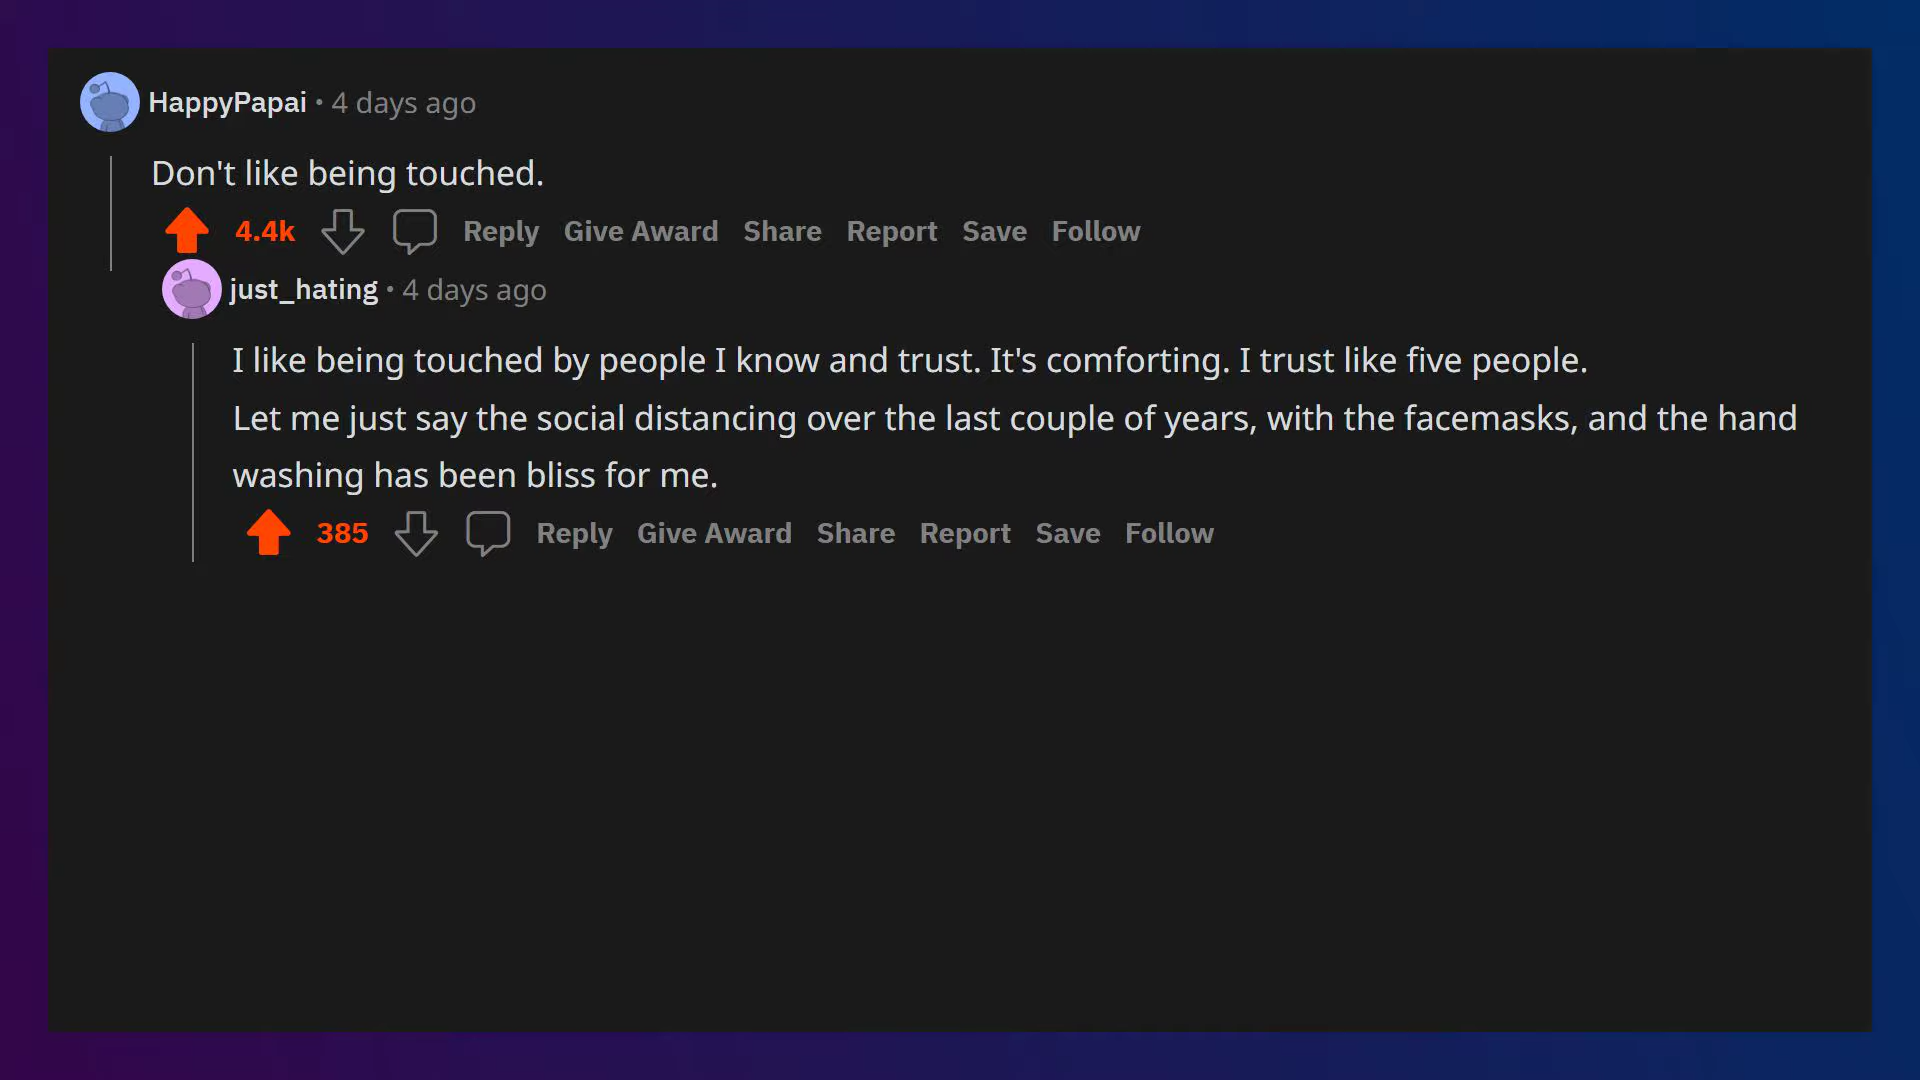 HappyPapai • 4 days ago
Don't like being touched.
4.4k Reply Give Award Share Report Save Follow
just_hating • 4 days ago
I like being touched by people I know and trust. It's comforting. I trust like five people.
Let me just say the social distancing over the last couple of years, with the facemasks, and the hand
washing has been bliss for me.
385 Reply Give Award Share Report Save Follow